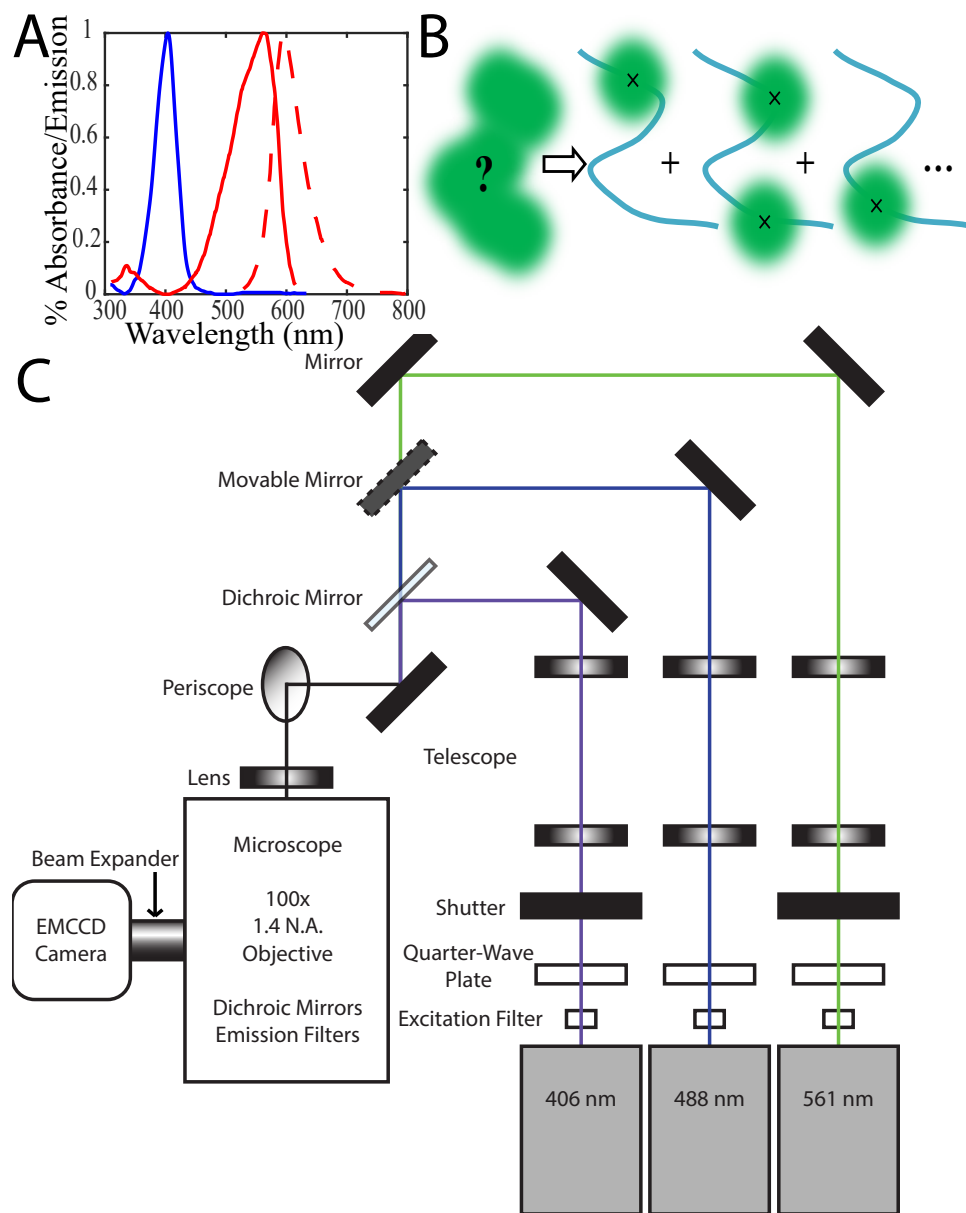 A
% Absorbance/Emission
1
0.8
0.6
0.4
0.2
0
300 400 500 600 700 800
Wavelength (nm)
B
?
x
+
x
x
+
x
...
C
Mirror
Movable Mirror
Dichroic Mirror
Periscope
Telescope
Lens
Beam Expander
EMCCD
Camera
Microscope
100x
1.4 N.A.
Objective
Dichroic Mirrors
Emission Filters
Shutter
Quarter-Wave
Plate
Excitation Filter
406 nm
488 nm
561 nm